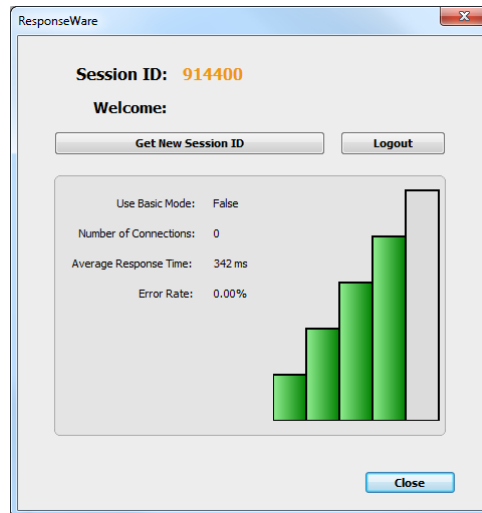 ResponseWare
Session ID: 914400
Welcome:
Get New Session ID Logout
Use Basic Mode: False
Number of Connections: 0
Average Response Time: 342 ms
Error Rate: 0.00%
Close